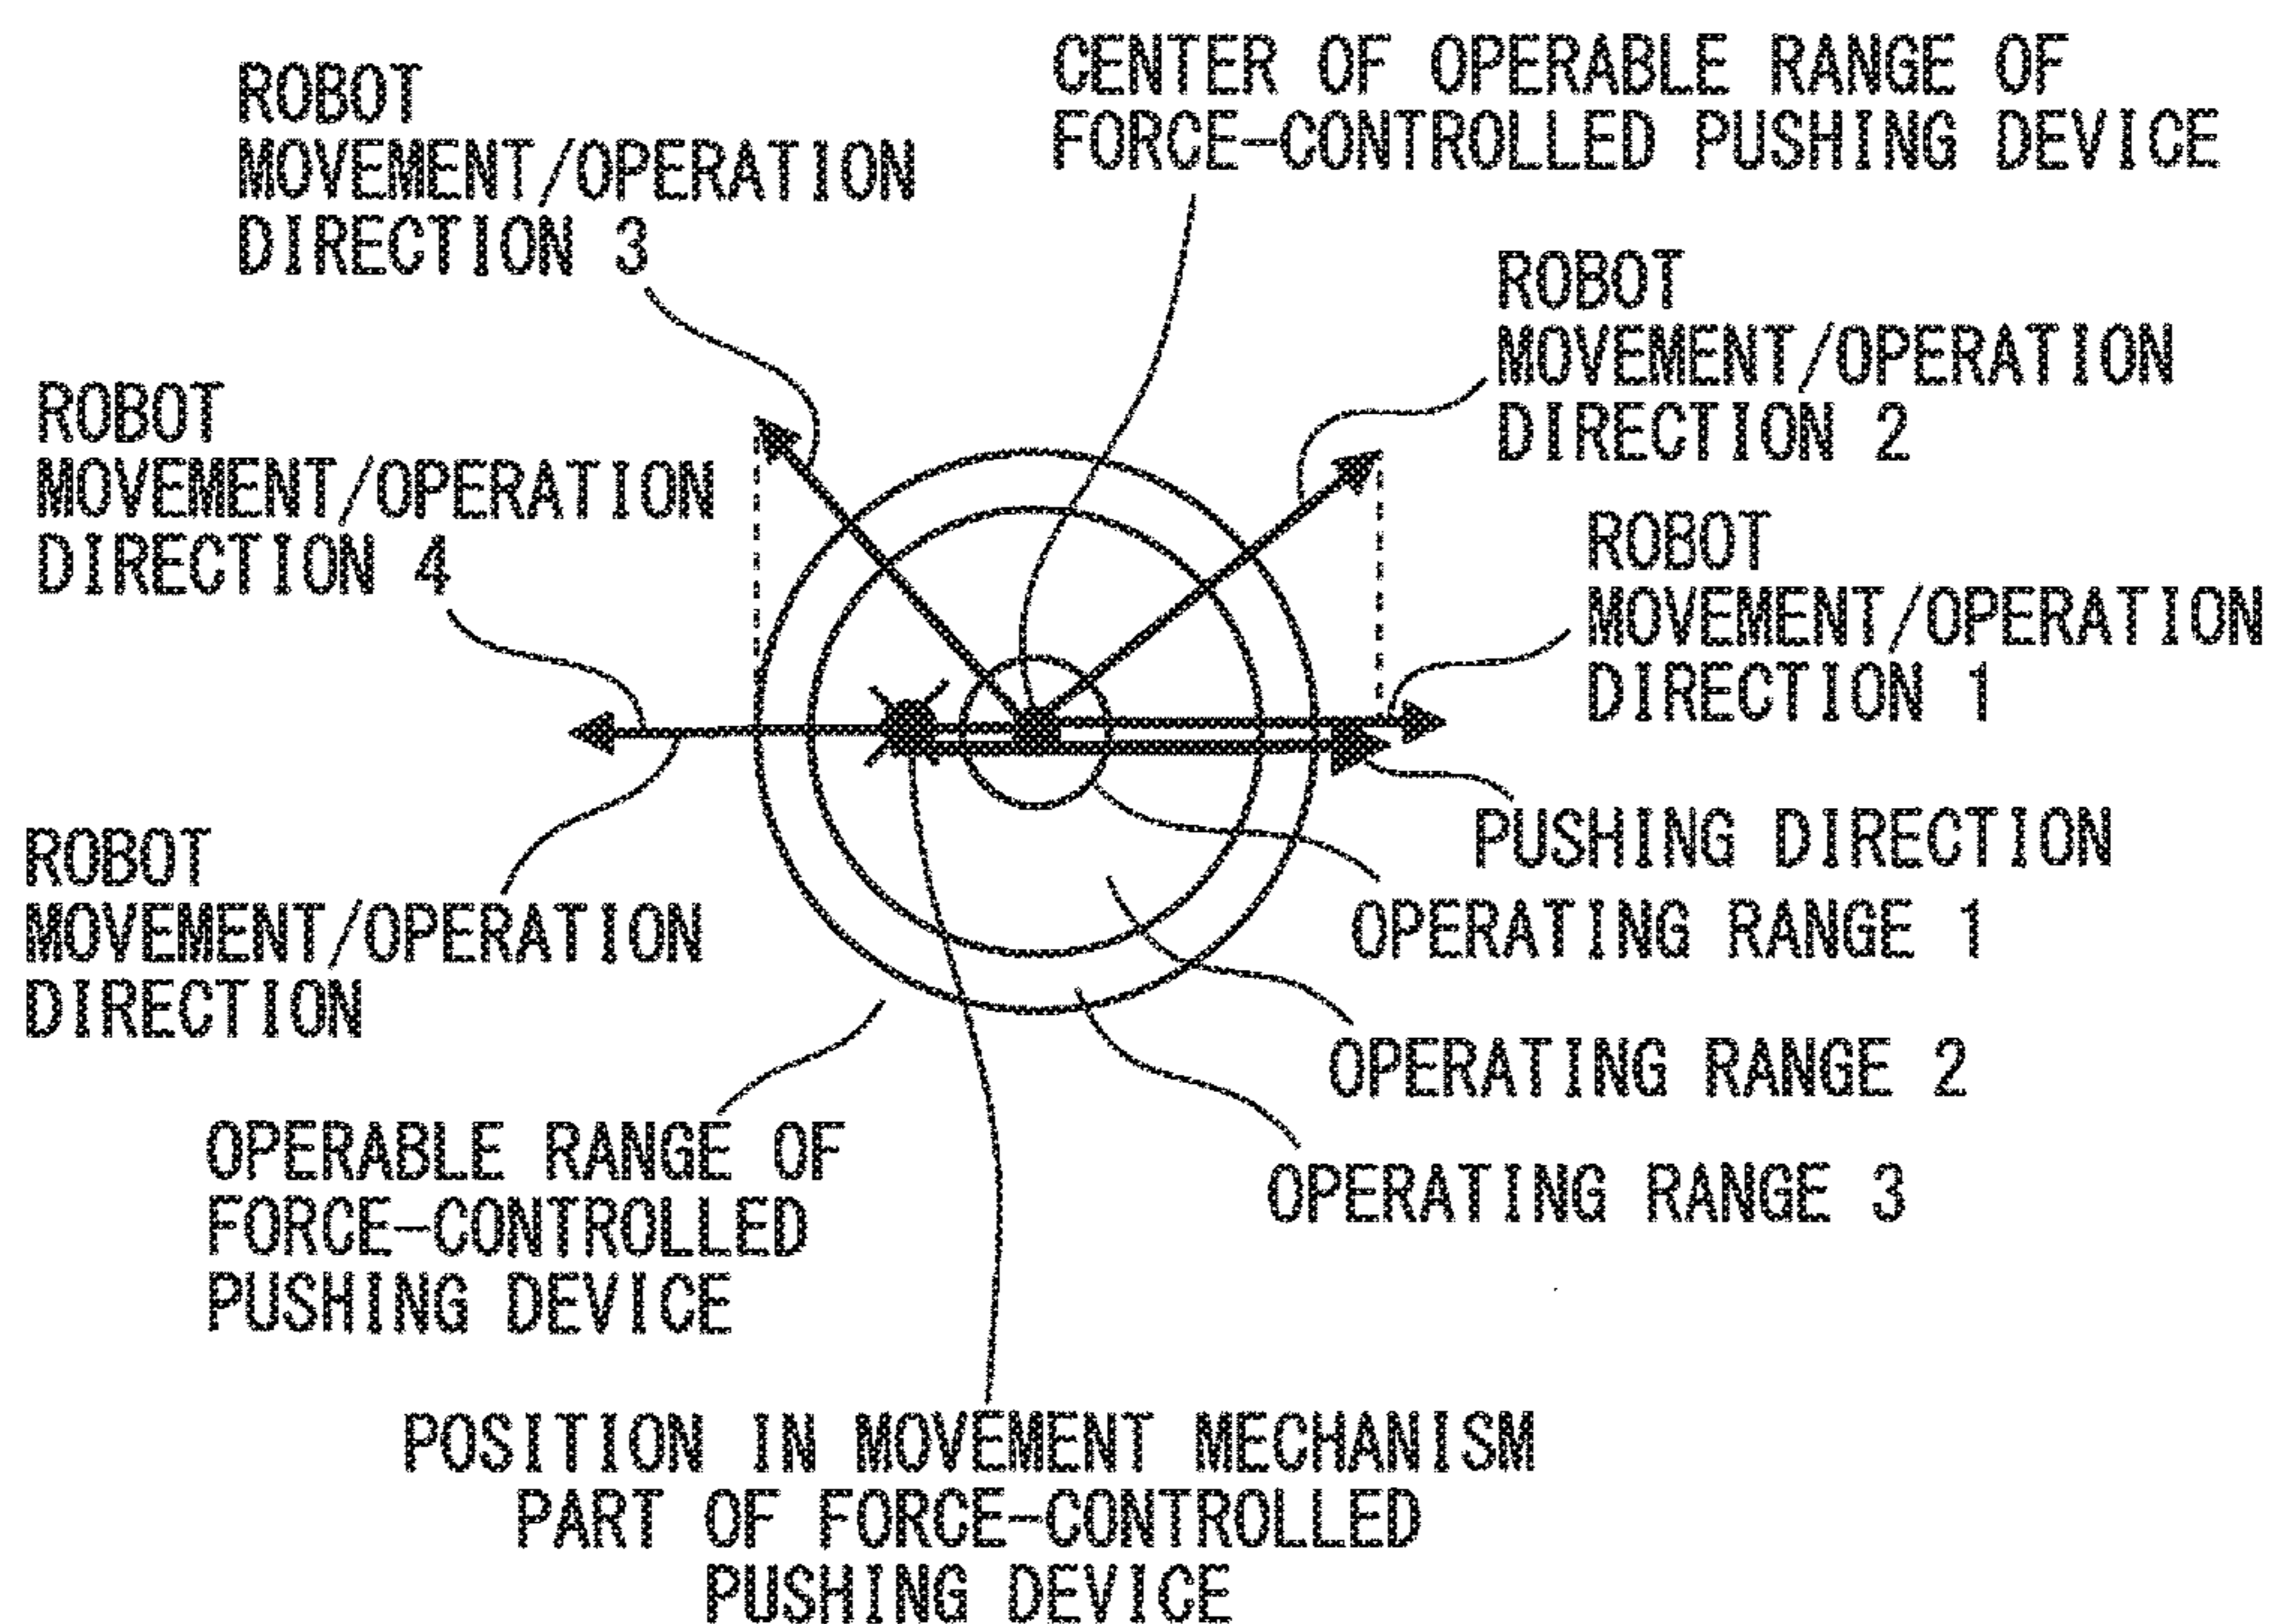 ROBOT
MOVEMENT/OPERATION
DIRECTION 3
CENTER OF OPERABLE RANGE OF
FORCE-CONTROLLED PUSHING DEVICE
ROBOT
MOVEMENT/OPERATION
DIRECTION 2
ROBOT
MOVEMENT/OPERATION
DIRECTION 4
ROBOT
MOVEMENT/OPERATION
DIRECTION 1
PUSHING DIRECTION
ROBOT
MOVEMENT/OPERATION
DIRECTION
OPERATING RANGE 1
OPERATING RANGE 2
OPERATING RANGE 3
OPERABLE RANGE OF
FORCE-CONTROLLED
PUSHING DEVICE
POSITION IN MOVEMENT MECHANISM
PART OF FORCE-CONTROLLED
PUSHING DEVICE